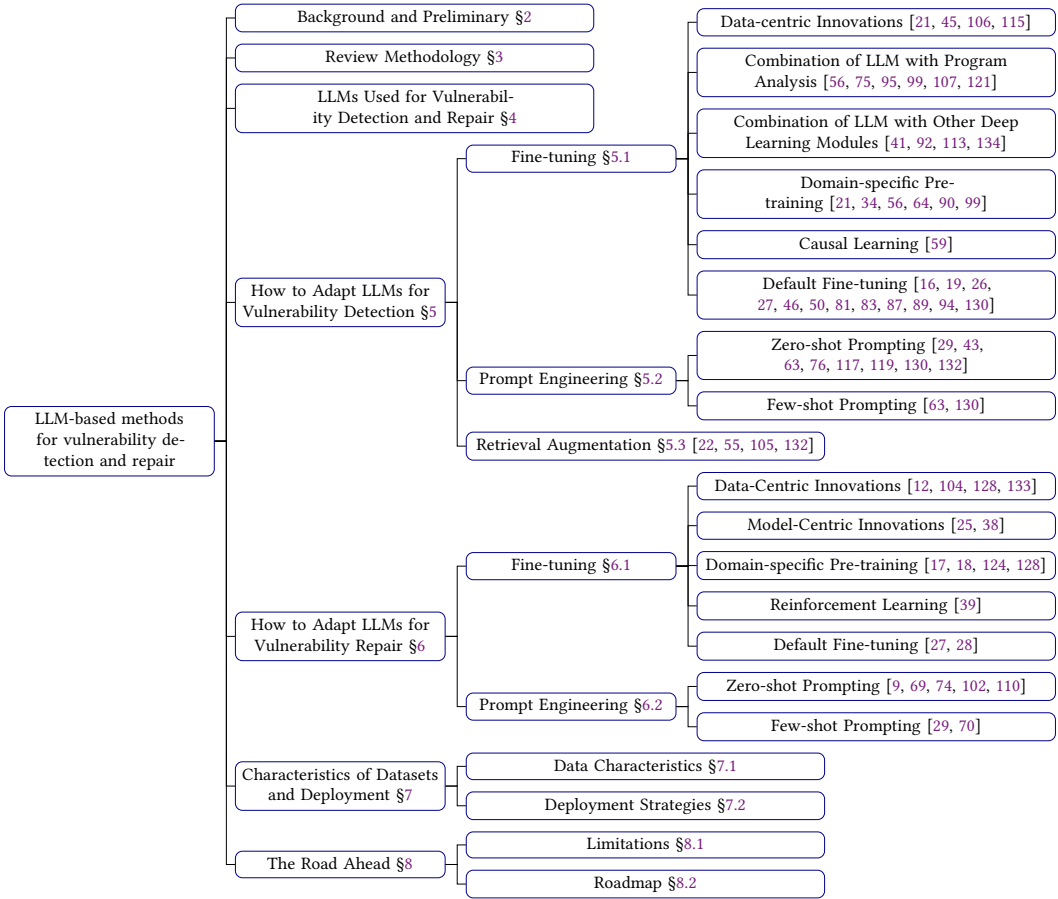 LLM-based methods
for vulnerability de-
tection and repair
Background and Preliminary §2
Review Methodology §3
LLMs Used for Vulnerabil-
ity Detection and Repair §4
How to Adapt LLMs for
Vulnerability Detection §5
Fine-tuning §5.1
Data-centric Innovations [21, 45, 106, 115]
Combination of LLM with Program
Analysis [56, 75, 95, 99, 107, 121]
Combination of LLM with Other Deep
Learning Modules [41, 92, 113, 134]
Domain-specific Pre-
training [21, 34, 56, 64, 90, 99]
Causal Learning [59]
Default Fine-tuning [16, 19, 26,
27, 46, 50, 81, 83, 87, 89, 94, 130]
Prompt Engineering §5.2
Zero-shot Prompting [29, 43,
63, 76, 117, 119, 130, 132]
Few-shot Prompting [63, 130]
Retrieval Augmentation §5.3 [22, 55, 105, 132]
How to Adapt LLMs for
Vulnerability Repair §6
Fine-tuning §6.1
Data-Centric Innovations [12, 104, 128, 133]
Model-Centric Innovations [25, 38]
Domain-specific Pre-training [17, 18, 124, 128]
Reinforcement Learning [39]
Default Fine-tuning [27, 28]
Prompt Engineering §6.2
Zero-shot Prompting [9, 69, 74, 102, 110]
Few-shot Prompting [29, 70]
Characteristics of Datasets
and Deployment §7
Data Characteristics §7.1
Deployment Strategies §7.2
The Road Ahead §8
Limitations §8.1
Roadmap §8.2